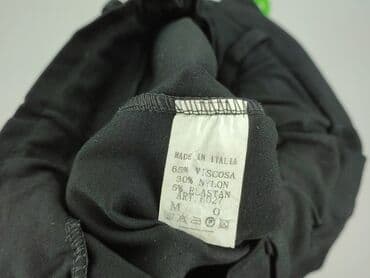 MADE IN ITALIA
65% VISCOSA
30% NYLON
5% ELASTAN
M O